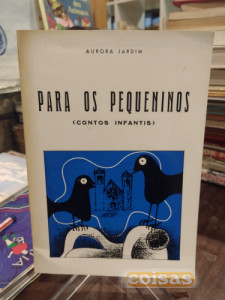 AURORA JARDIM
PARA OS PEQUENINOS
(CONTOS INFANTIS)
coisas